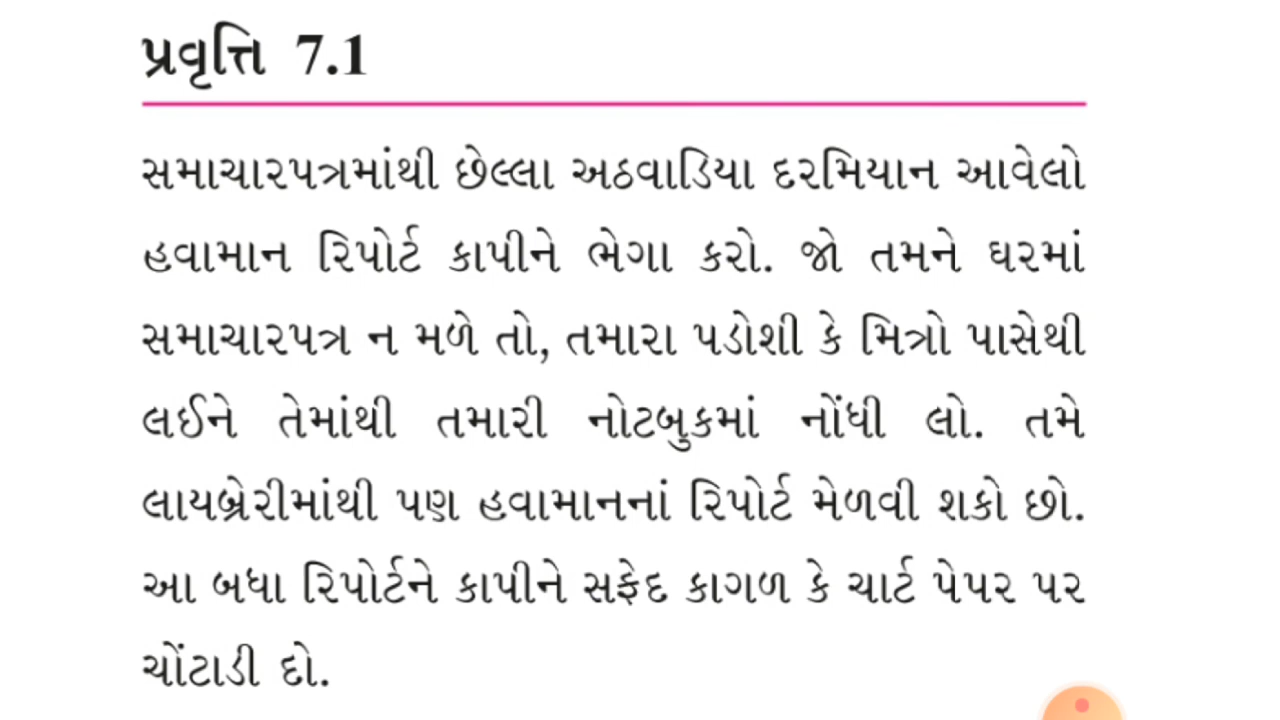 પ્રવૃત્તિ 7.1
સમાચારપત્રમાંથી છેલ્લા અઠવાડિયા દરમિયાન આવેલો
હવામાન રિપોર્ટ કાપીને ભેગા કરો. જો તમને ઘરમાં
સમાચારપત્ર ન મળે તો, તમારા પડોશી કે મિત્રો પાસેથી
લઈને તેમાંથી તમારી નોટબુકમાં નોંધી લો. તમે
લાયબ્રેરીમાંથી પણ હવામાનનાં રિપોર્ટ મેળવી શકો છો.
આ બધા રિપોર્ટને કાપીને સફેદ કાગળ કે ચાર્ટ પેપર પર
ચોંટાડી દો.